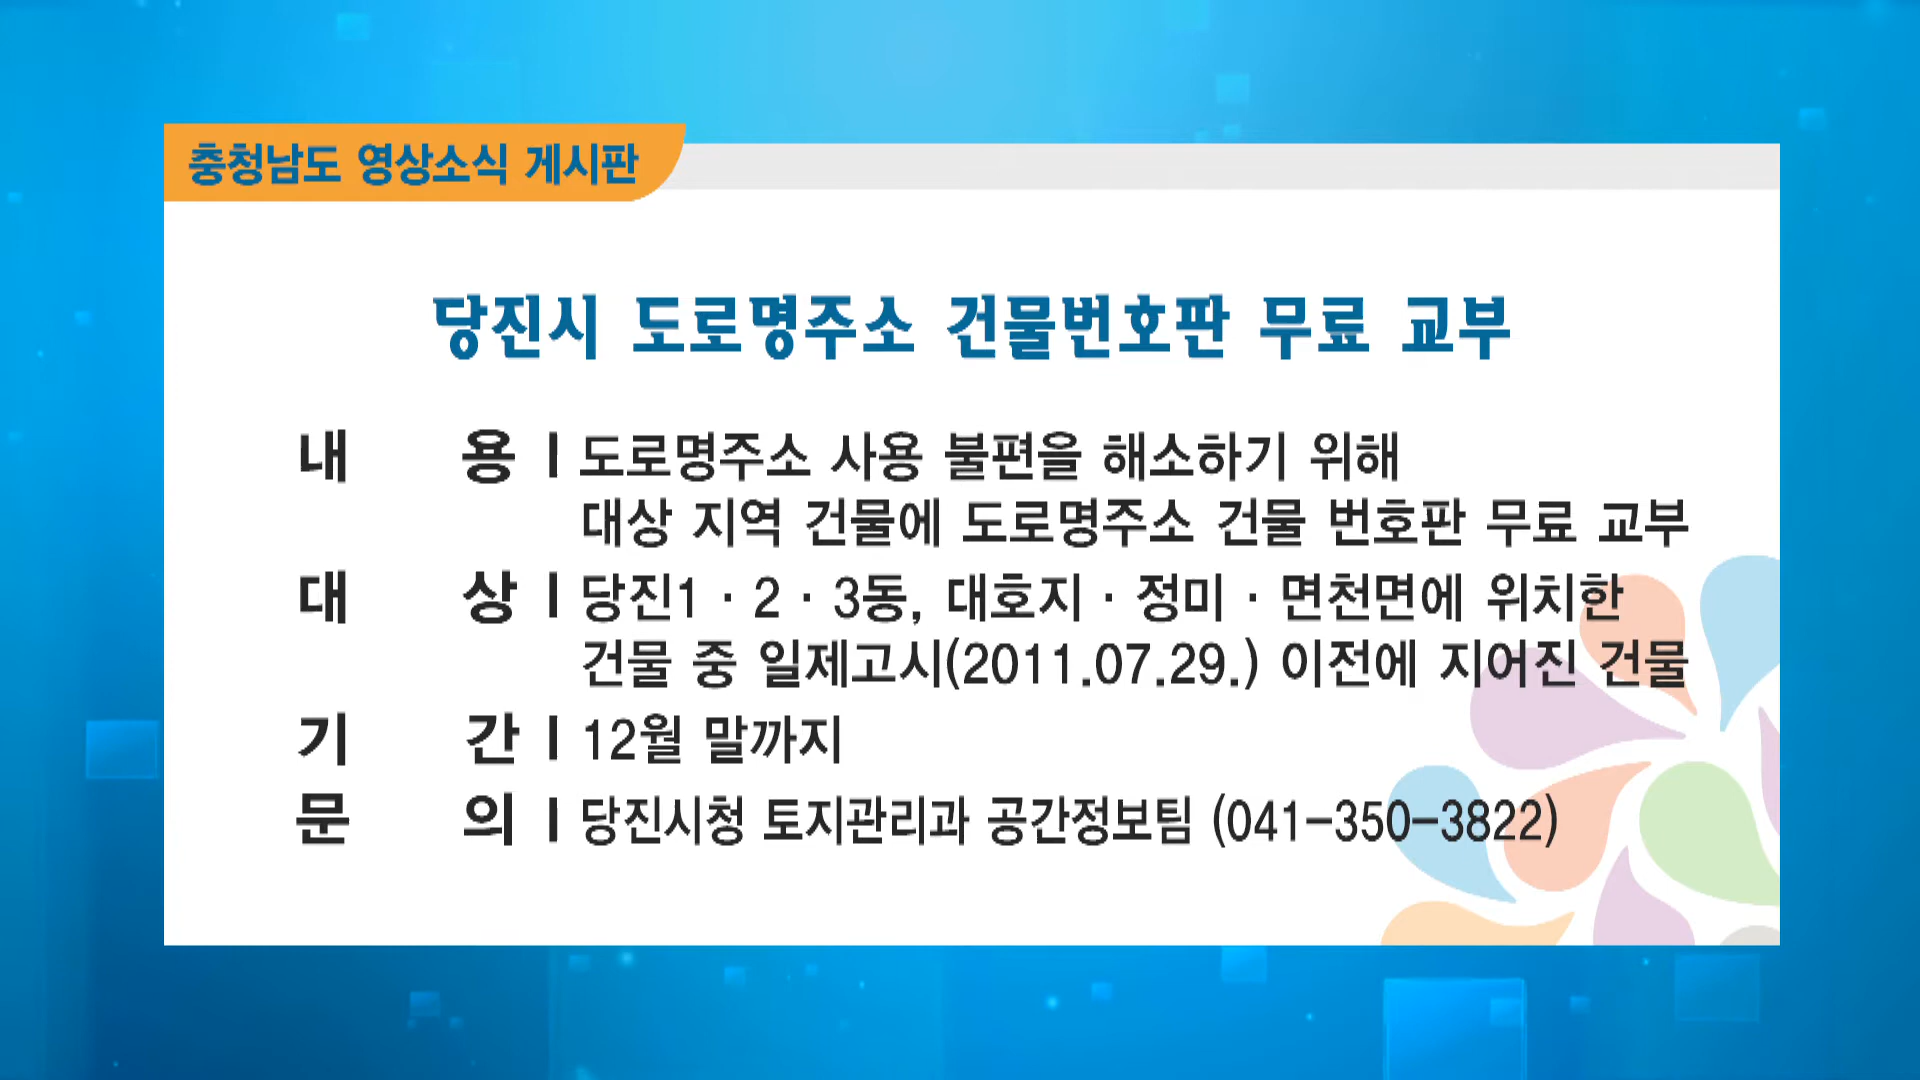 충청남도 영상소식 게시판
당진시 도로명주소 건물번호판 무료 교부
내 용 | 도로명주소 사용 불편을 해소하기 위해
대상 지역 건물에 도로명주소 건물 번호판 무료 교부
대 상 | 당진1 · 2 · 3동, 대호지 · 정미 · 면천면에 위치한
건물 중 일제고시(2011.07.29.) 이전에 지어진 건물
기 간 | 12월 말까지
문 의 | 당진시청 토지관리과 공간정보팀 (041-350-3822)